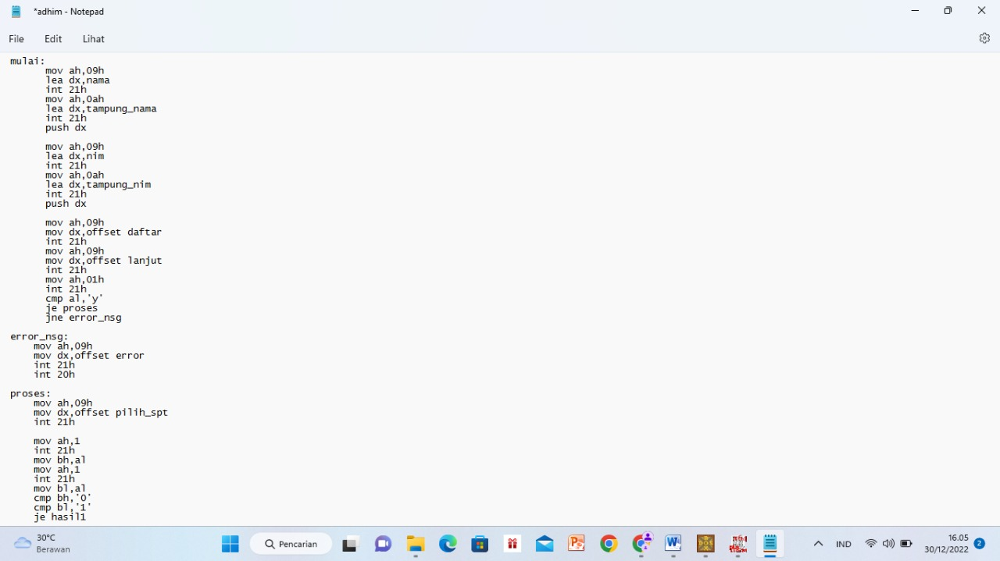 *adhim - Notepad
File Edit Lihat
mulai:
mov ah,09h
lea dx,nama
int 21h
mov ah,0ah
lea dx,tampung_nama
int 21h
push dx
mov ah,09h
lea dx,nim
int 21h
mov ah,0ah
lea dx,tampung_nim
int 21h
push dx
mov ah,09h
mov dx,offset daftar
int 21h
mov ah,09h
mov dx,offset lanjut
int 21h
mov ah,01h
int 21h
cmp al,'y'
je proses
jne error_nsg
error_nsg:
mov ah,09h
mov dx,offset error
int 21h
int 20h
proses:
mov ah,09h
mov dx,offset pilih_spt
int 21h
mov ah,1
int 21h
mov bh,al
mov ah,1
int 21h
mov bl,al
cmp bh,'0'
cmp bl,'1'
je hasil1
30°C
Berawan
Pencarian
IND
16.05
30/12/2022
2